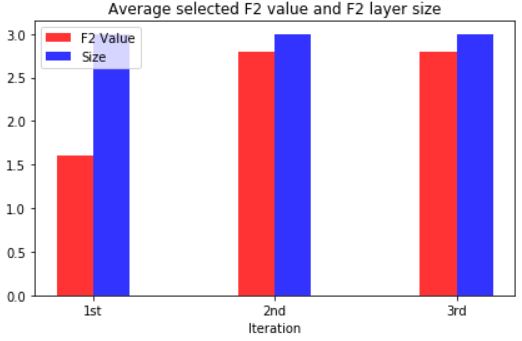 Average selected F2 value and F2 layer size
F2 Value
Size
3.0
2.5
2.0
1.5
1.0
0.5
0.0
1st
2nd
3rd
Iteration